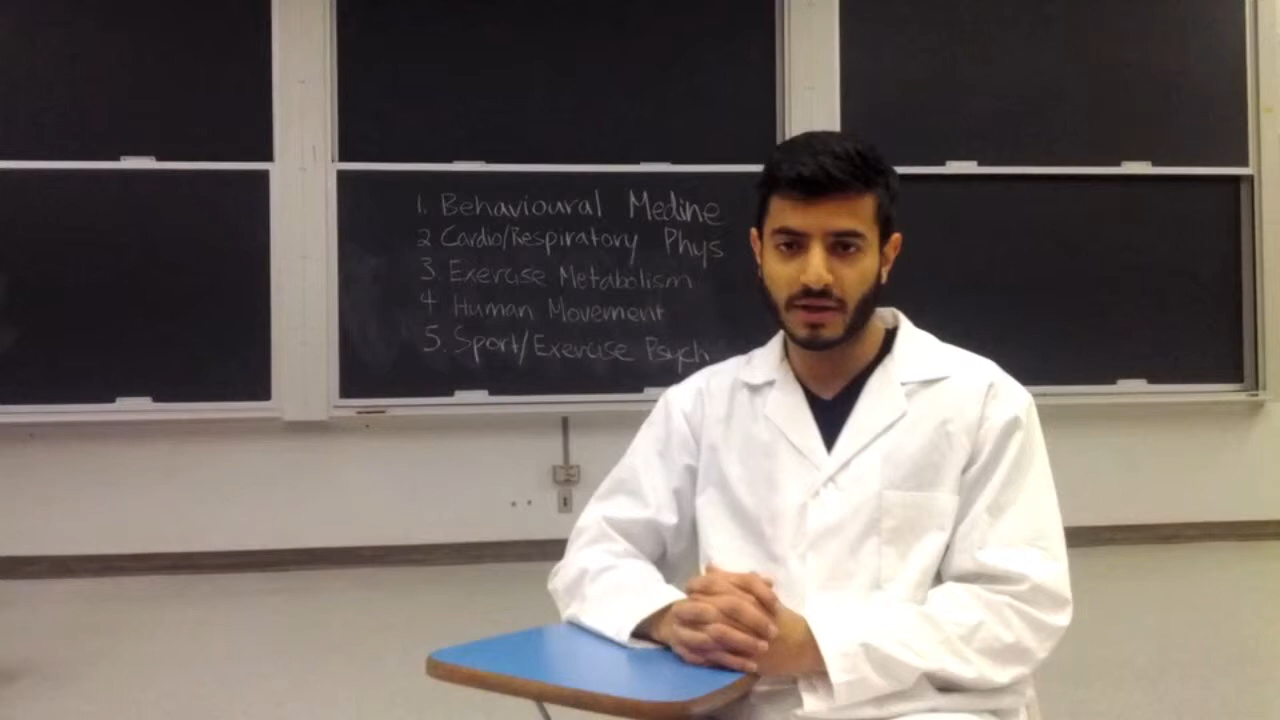 1. Behavioural Medine
2 Cardio/Respiratory Phys
3. Exercise Metabolism
4 Human Movement
5. Sport/Exercise Psych